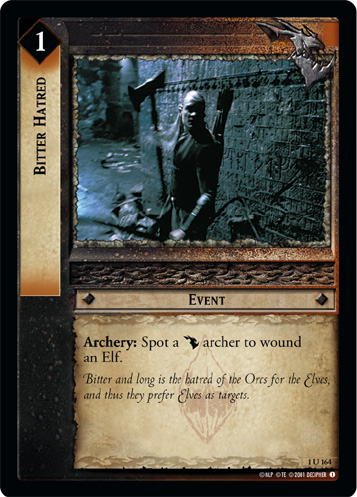 1
BITTER HATRED
EVENT
Archery: Spot a archer to wound
an Elf.
Bitter and long is the hatred of the Orcs for the Elves,
and thus they prefer Elves as targets.
1 U 164
©NLP ©TE ©2001 DECIPHER 1